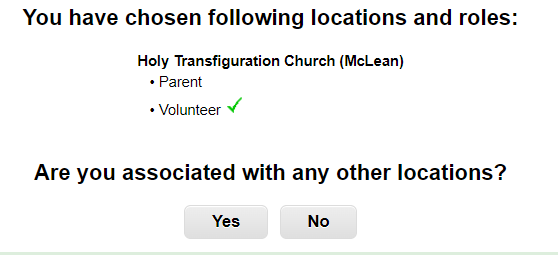 You have chosen following locations and roles:
Holy Transfiguration Church (McLean)
• Parent
• Volunteer
Are you associated with any other locations?
Yes No